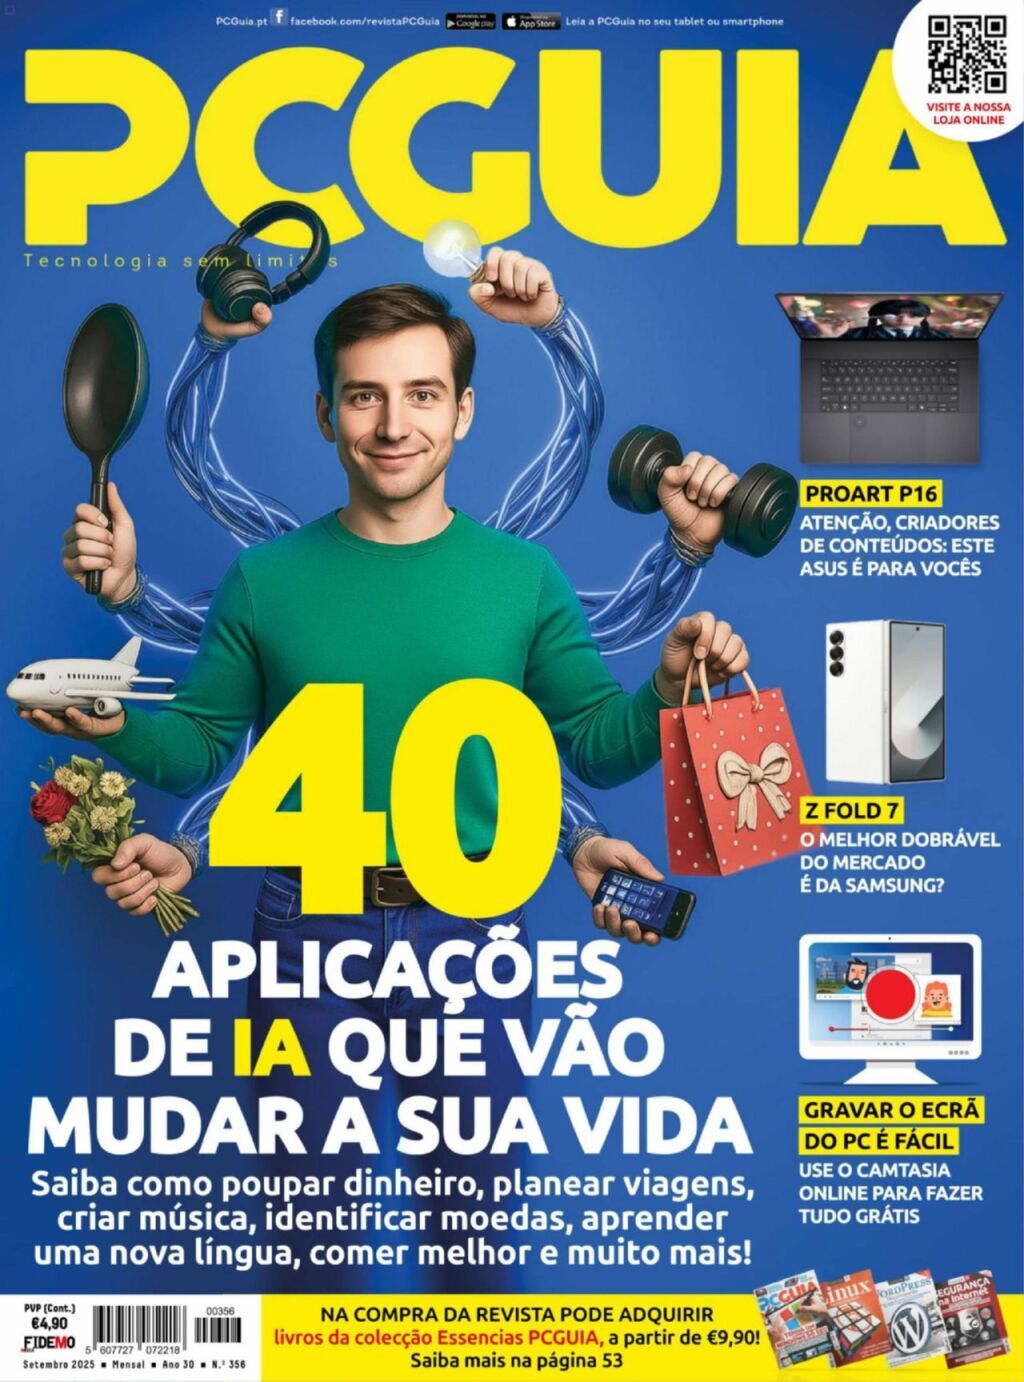 PCGuia.pt facebook.com/revistaPCGuia Google play App Store Leia a PCGuia no seu tablet ou smartphone
VISITE A NOSSA
LOJA ONLINE
PCGUIA
Tecnologia sem limites
PROART P16
ATENÇÃO, CRIADORES
DE CONTEÚDOS: ESTE
ASUS É PARA VOCÊS
Z FOLD 7
O MELHOR DOBRÁVEL
DO MERCADO
É DA SAMSUNG?
GRAVAR O ECRÃ
DO PC É FÁCIL
USE O CAMTASIA
ONLINE PARA FAZER
TUDO GRÁTIS
40
APLICAÇÕES
DE IA QUE VÃO
MUDAR A SUA VIDA
Saiba como poupar dinheiro, planear viagens,
criar música, identificar moedas, aprender
uma nova língua, comer melhor e muito mais!
PVP (Cont.)
€4,90
FIDEMO
5 607727 072218
00356
Setembro 2025 ▪ Mensal ▪ Ano 30 ▪ N.º 356
NA COMPRA DA REVISTA PODE ADQUIRIR
livros da colecção Essencias PCGUIA, a partir de €9,90!
Saiba mais na página 53
PCGUIA
Linux
WORDPRESS
SEGURANÇA
na Internet